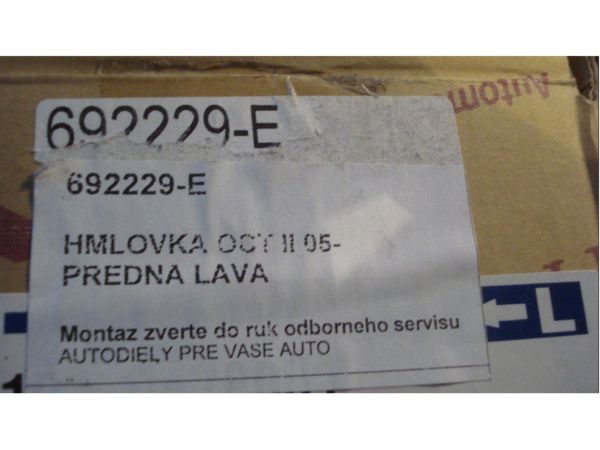 692229-E
692229-E
HMLOVKA OCT II 05-
PREDNA LAVA
Montaz zverte do ruk odborneho servisu
AUTODIELY PRE VASE AUTO
L